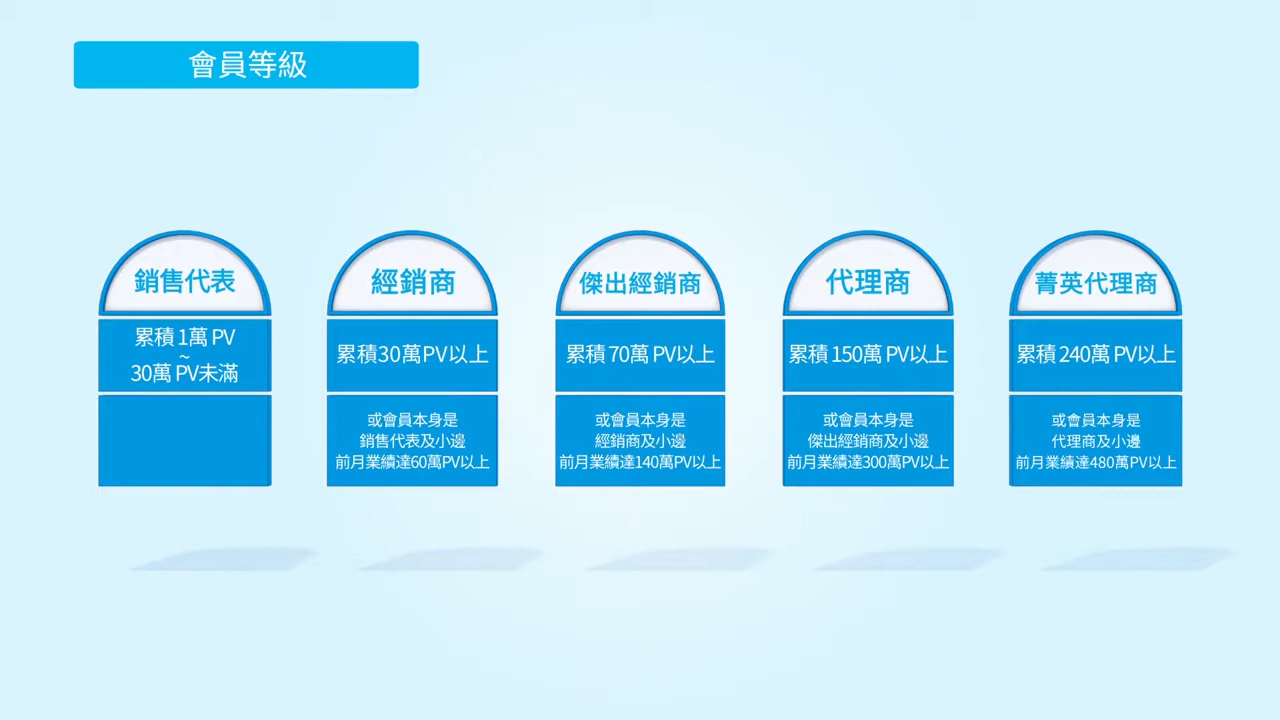 會員等級
銷售代表
累積 1萬 PV
~
30萬 PV未滿
經銷商
累積30萬PV以上
或會員本身是
銷售代表及小邊
前月業績達60萬PV以上
傑出經銷商
累積 70萬 PV以上
或會員本身是
經銷商及小邊
前月業績達140萬PV以上
代理商
累積 150萬 PV以上
或會員本身是
傑出經銷商及小邊
前月業績達300萬PV以上
菁英代理商
累積 240萬 PV以上
或會員本身是
代理商及小邊
前月業績達480萬PV以上